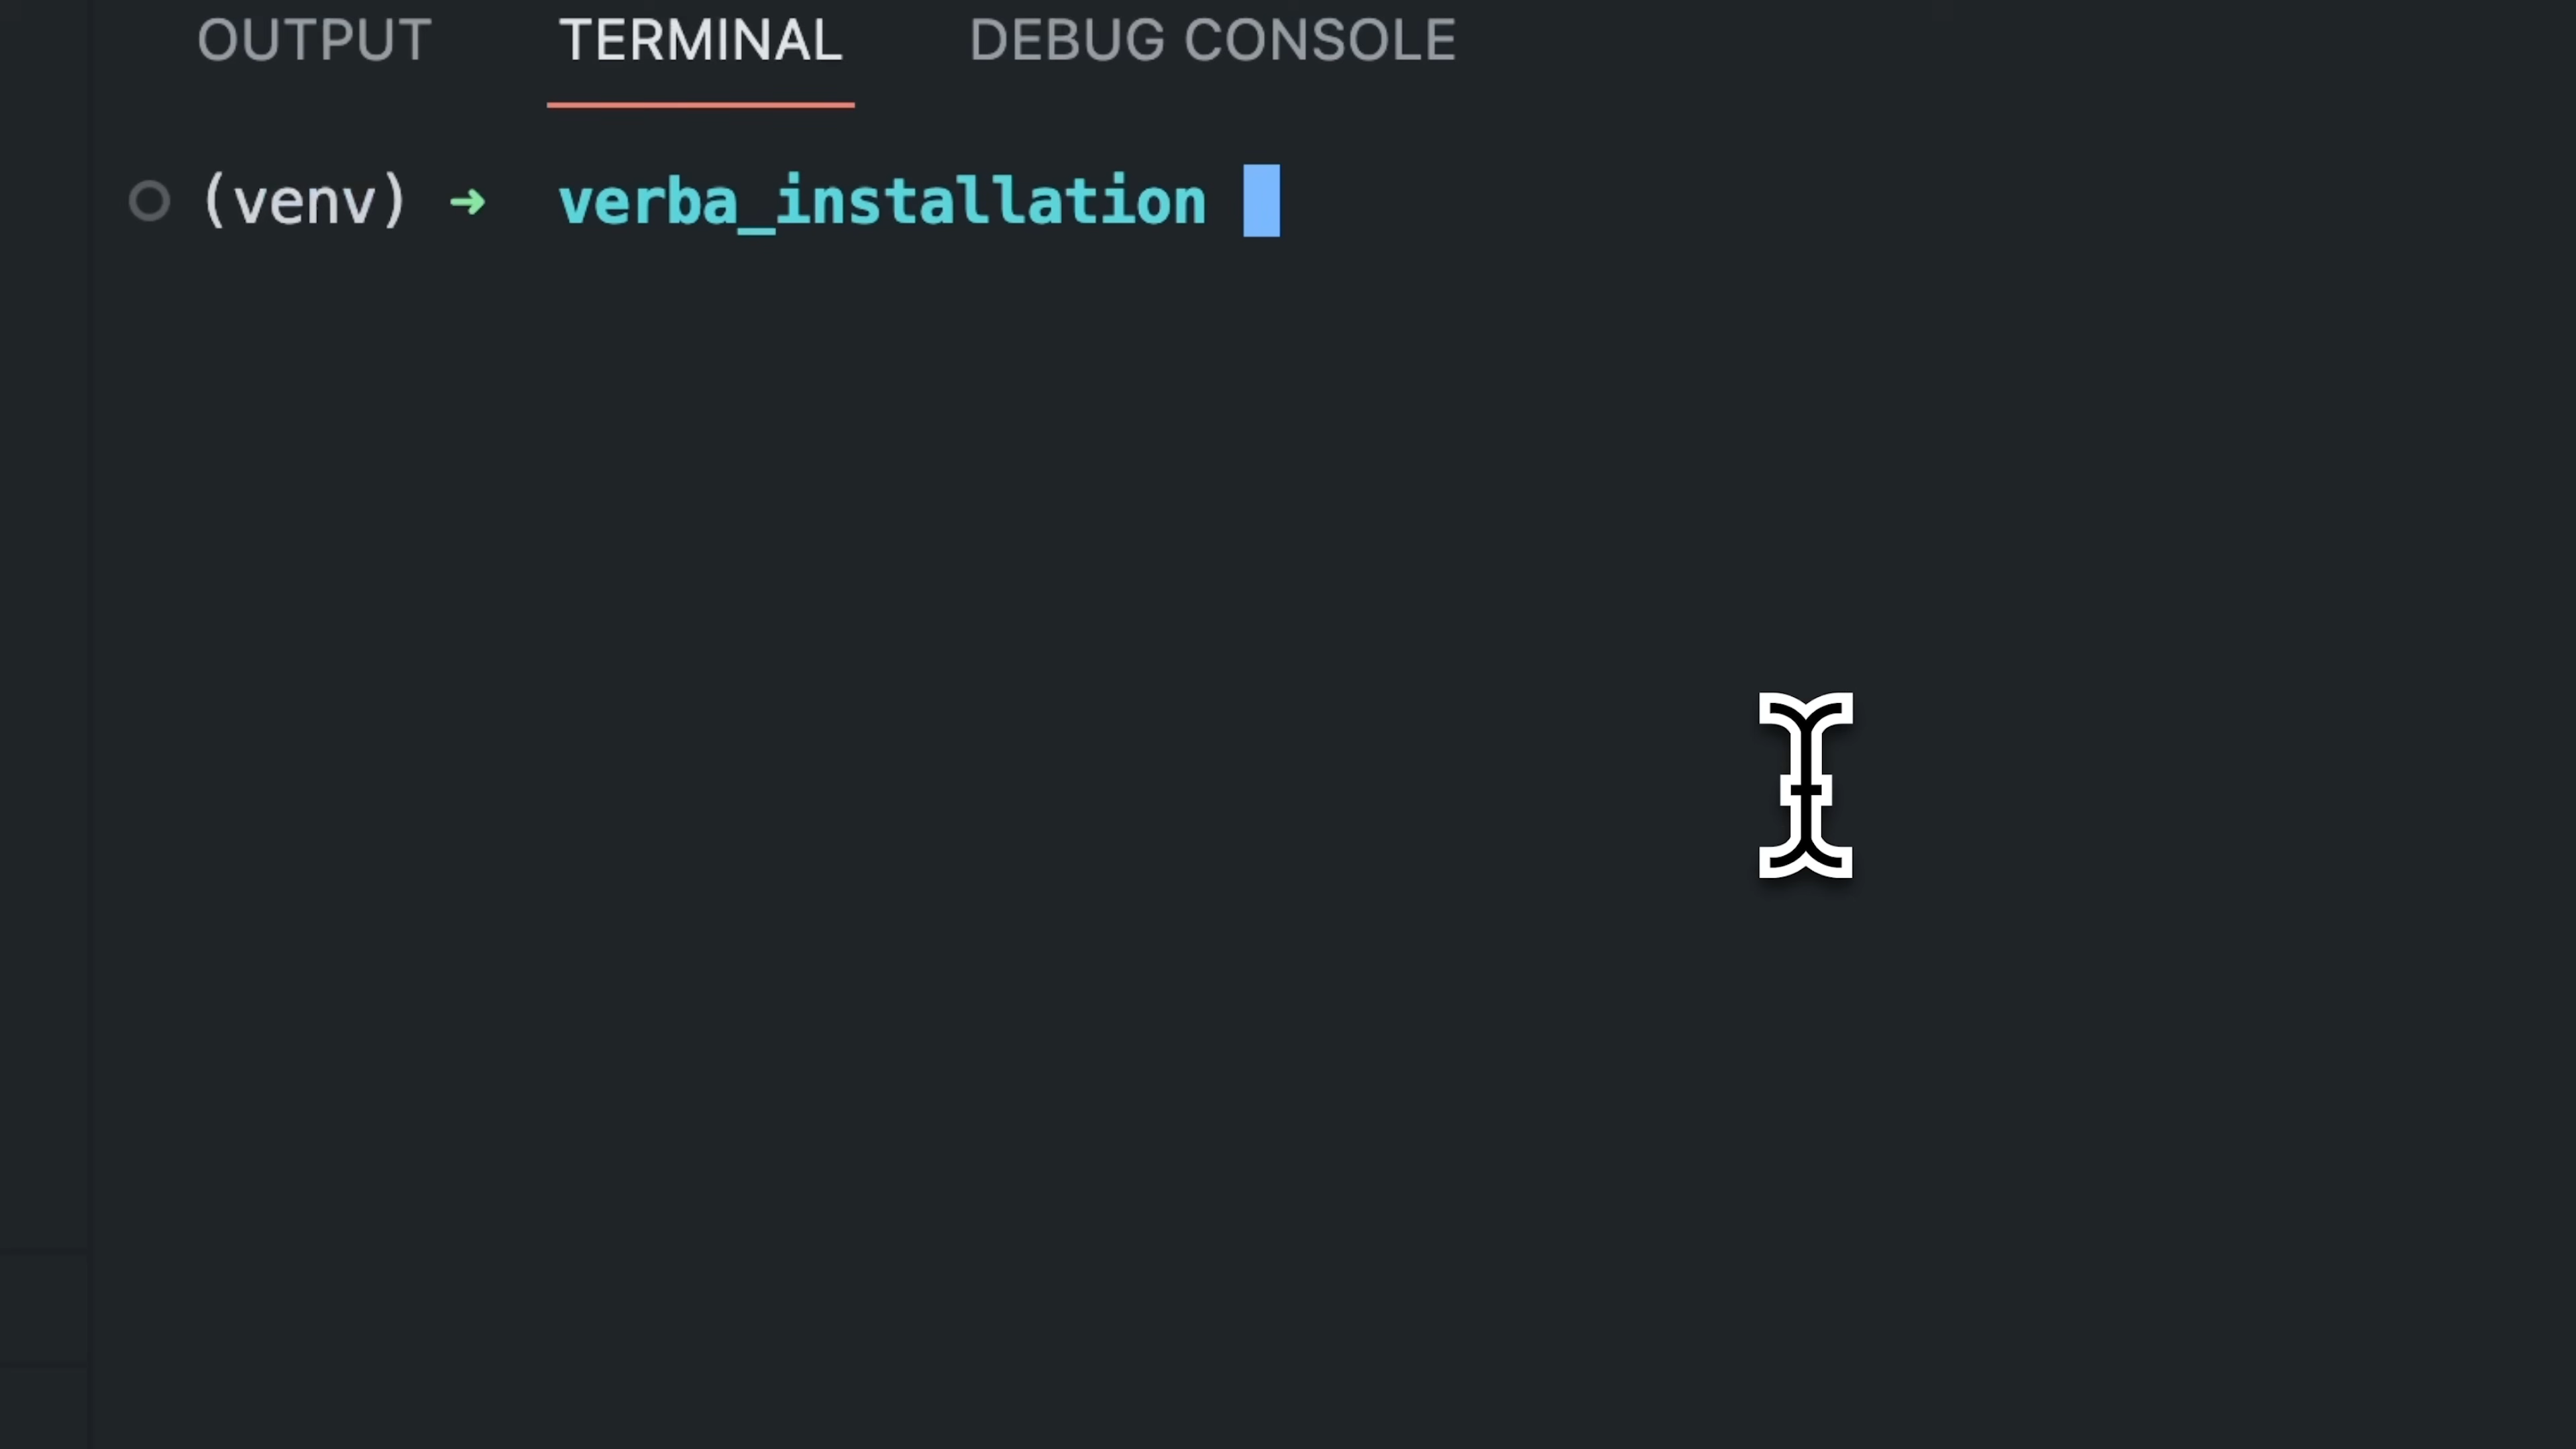 OUTPUT TERMINAL DEBUG CONSOLE
(venv) ➜ verba_installation